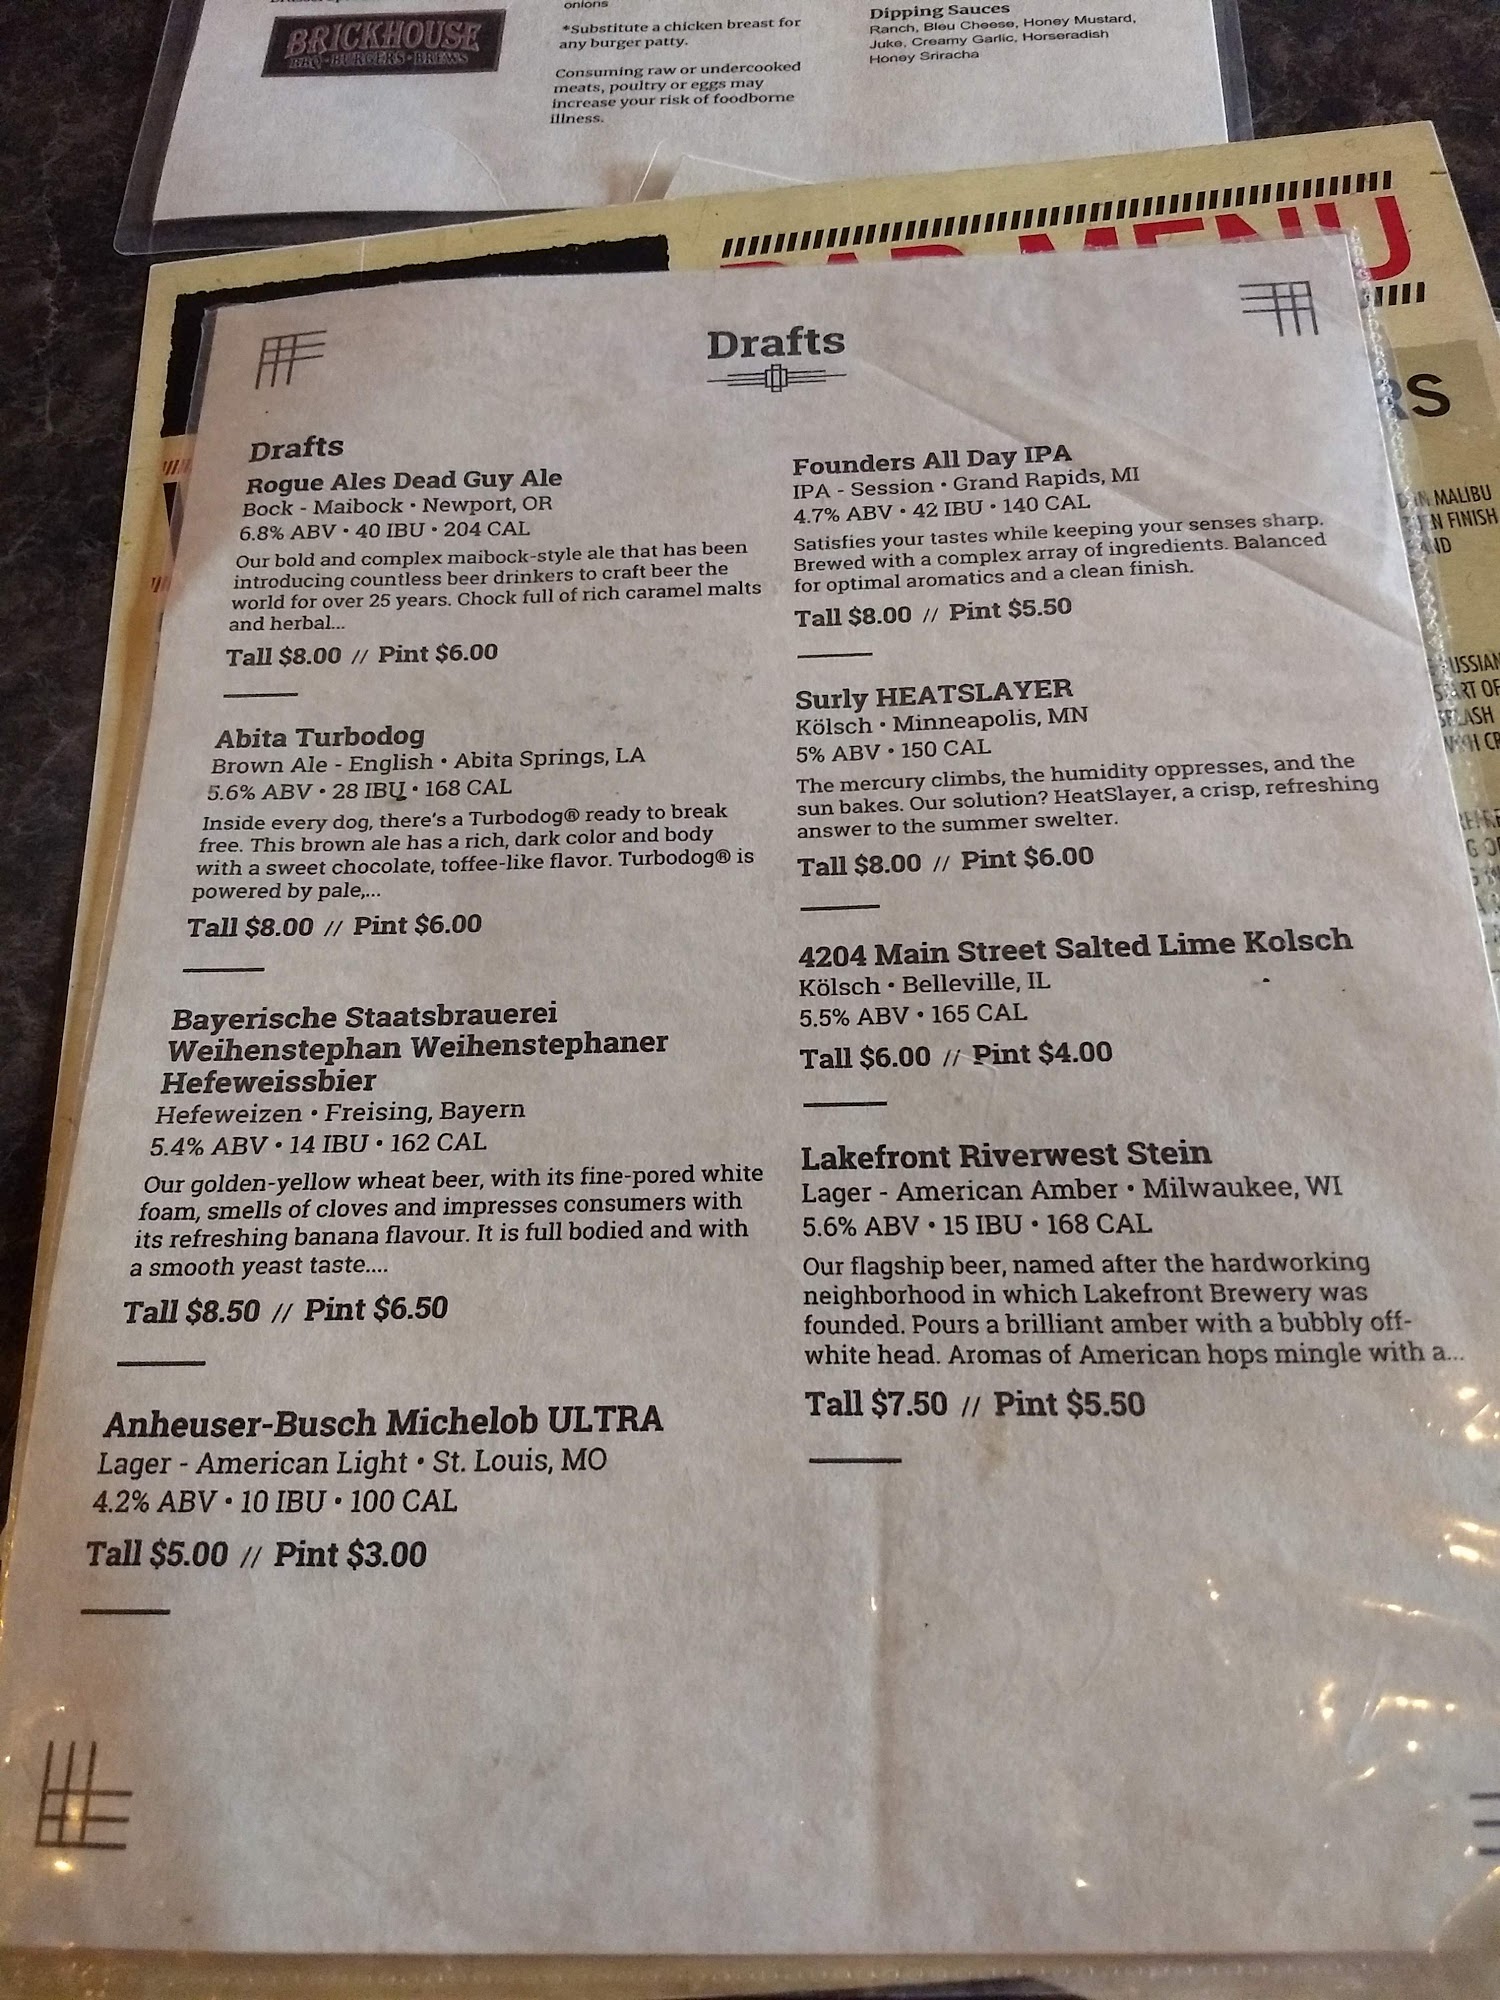 BRICKHOUSE
BBQ • BURGERS • BREWS
onions
*Substitute a chicken breast for
any burger patty.
Consuming raw or undercooked
meats, poultry or eggs may
increase your risk of foodborne
illness.
Dipping Sauces
Ranch, Bleu Cheese, Honey Mustard,
Juke, Creamy Garlic, Horseradish
Honey Sriracha
BAR MENU
Drafts
Drafts
Rogue Ales Dead Guy Ale
Bock - Maibock • Newport, OR
6.8% ABV • 40 IBU • 204 CAL
Our bold and complex maibock-style ale that has been
introducing countless beer drinkers to craft beer the
world for over 25 years. Chock full of rich caramel malts
and herbal...
Tall $8.00 // Pint $6.00
Abita Turbodog
Brown Ale - English • Abita Springs, LA
5.6% ABV • 28 IBU • 168 CAL
Inside every dog, there's a Turbodog® ready to break
free. This brown ale has a rich, dark color and body
with a sweet chocolate, toffee-like flavor. Turbodog® is
powered by pale,...
Tall $8.00 // Pint $6.00
Bayerische Staatsbrauerei
Weihenstephan Weihenstephaner
Hefeweissbier
Hefeweizen • Freising, Bayern
5.4% ABV • 14 IBU • 162 CAL
Our golden-yellow wheat beer, with its fine-pored white
foam, smells of cloves and impresses consumers with
its refreshing banana flavour. It is full bodied and with
a smooth yeast taste....
Tall $8.50 // Pint $6.50
Anheuser-Busch Michelob ULTRA
Lager - American Light • St. Louis, MO
4.2% ABV • 10 IBU • 100 CAL
Tall $5.00 // Pint $3.00
Founders All Day IPA
IPA - Session • Grand Rapids, MI
4.7% ABV • 42 IBU • 140 CAL
Satisfies your tastes while keeping your senses sharp.
Brewed with a complex array of ingredients. Balanced
for optimal aromatics and a clean finish.
Tall $8.00 // Pint $5.50
Surly HEATSLAYER
Kölsch • Minneapolis, MN
5% ABV • 150 CAL
The mercury climbs, the humidity oppresses, and the
sun bakes. Our solution? HeatSlayer, a crisp, refreshing
answer to the summer swelter.
Tall $8.00 // Pint $6.00
4204 Main Street Salted Lime Kolsch
Kölsch • Belleville, IL
5.5% ABV • 165 CAL
Tall $6.00 // Pint $4.00
Lakefront Riverwest Stein
Lager - American Amber • Milwaukee, WI
5.6% ABV • 15 IBU • 168 CAL
Our flagship beer, named after the hardworking
neighborhood in which Lakefront Brewery was
founded. Pours a brilliant amber with a bubbly off-
white head. Aromas of American hops mingle with a...
Tall $7.50 // Pint $5.50
RS
MALIBU
FINISH
USSIAN
OF